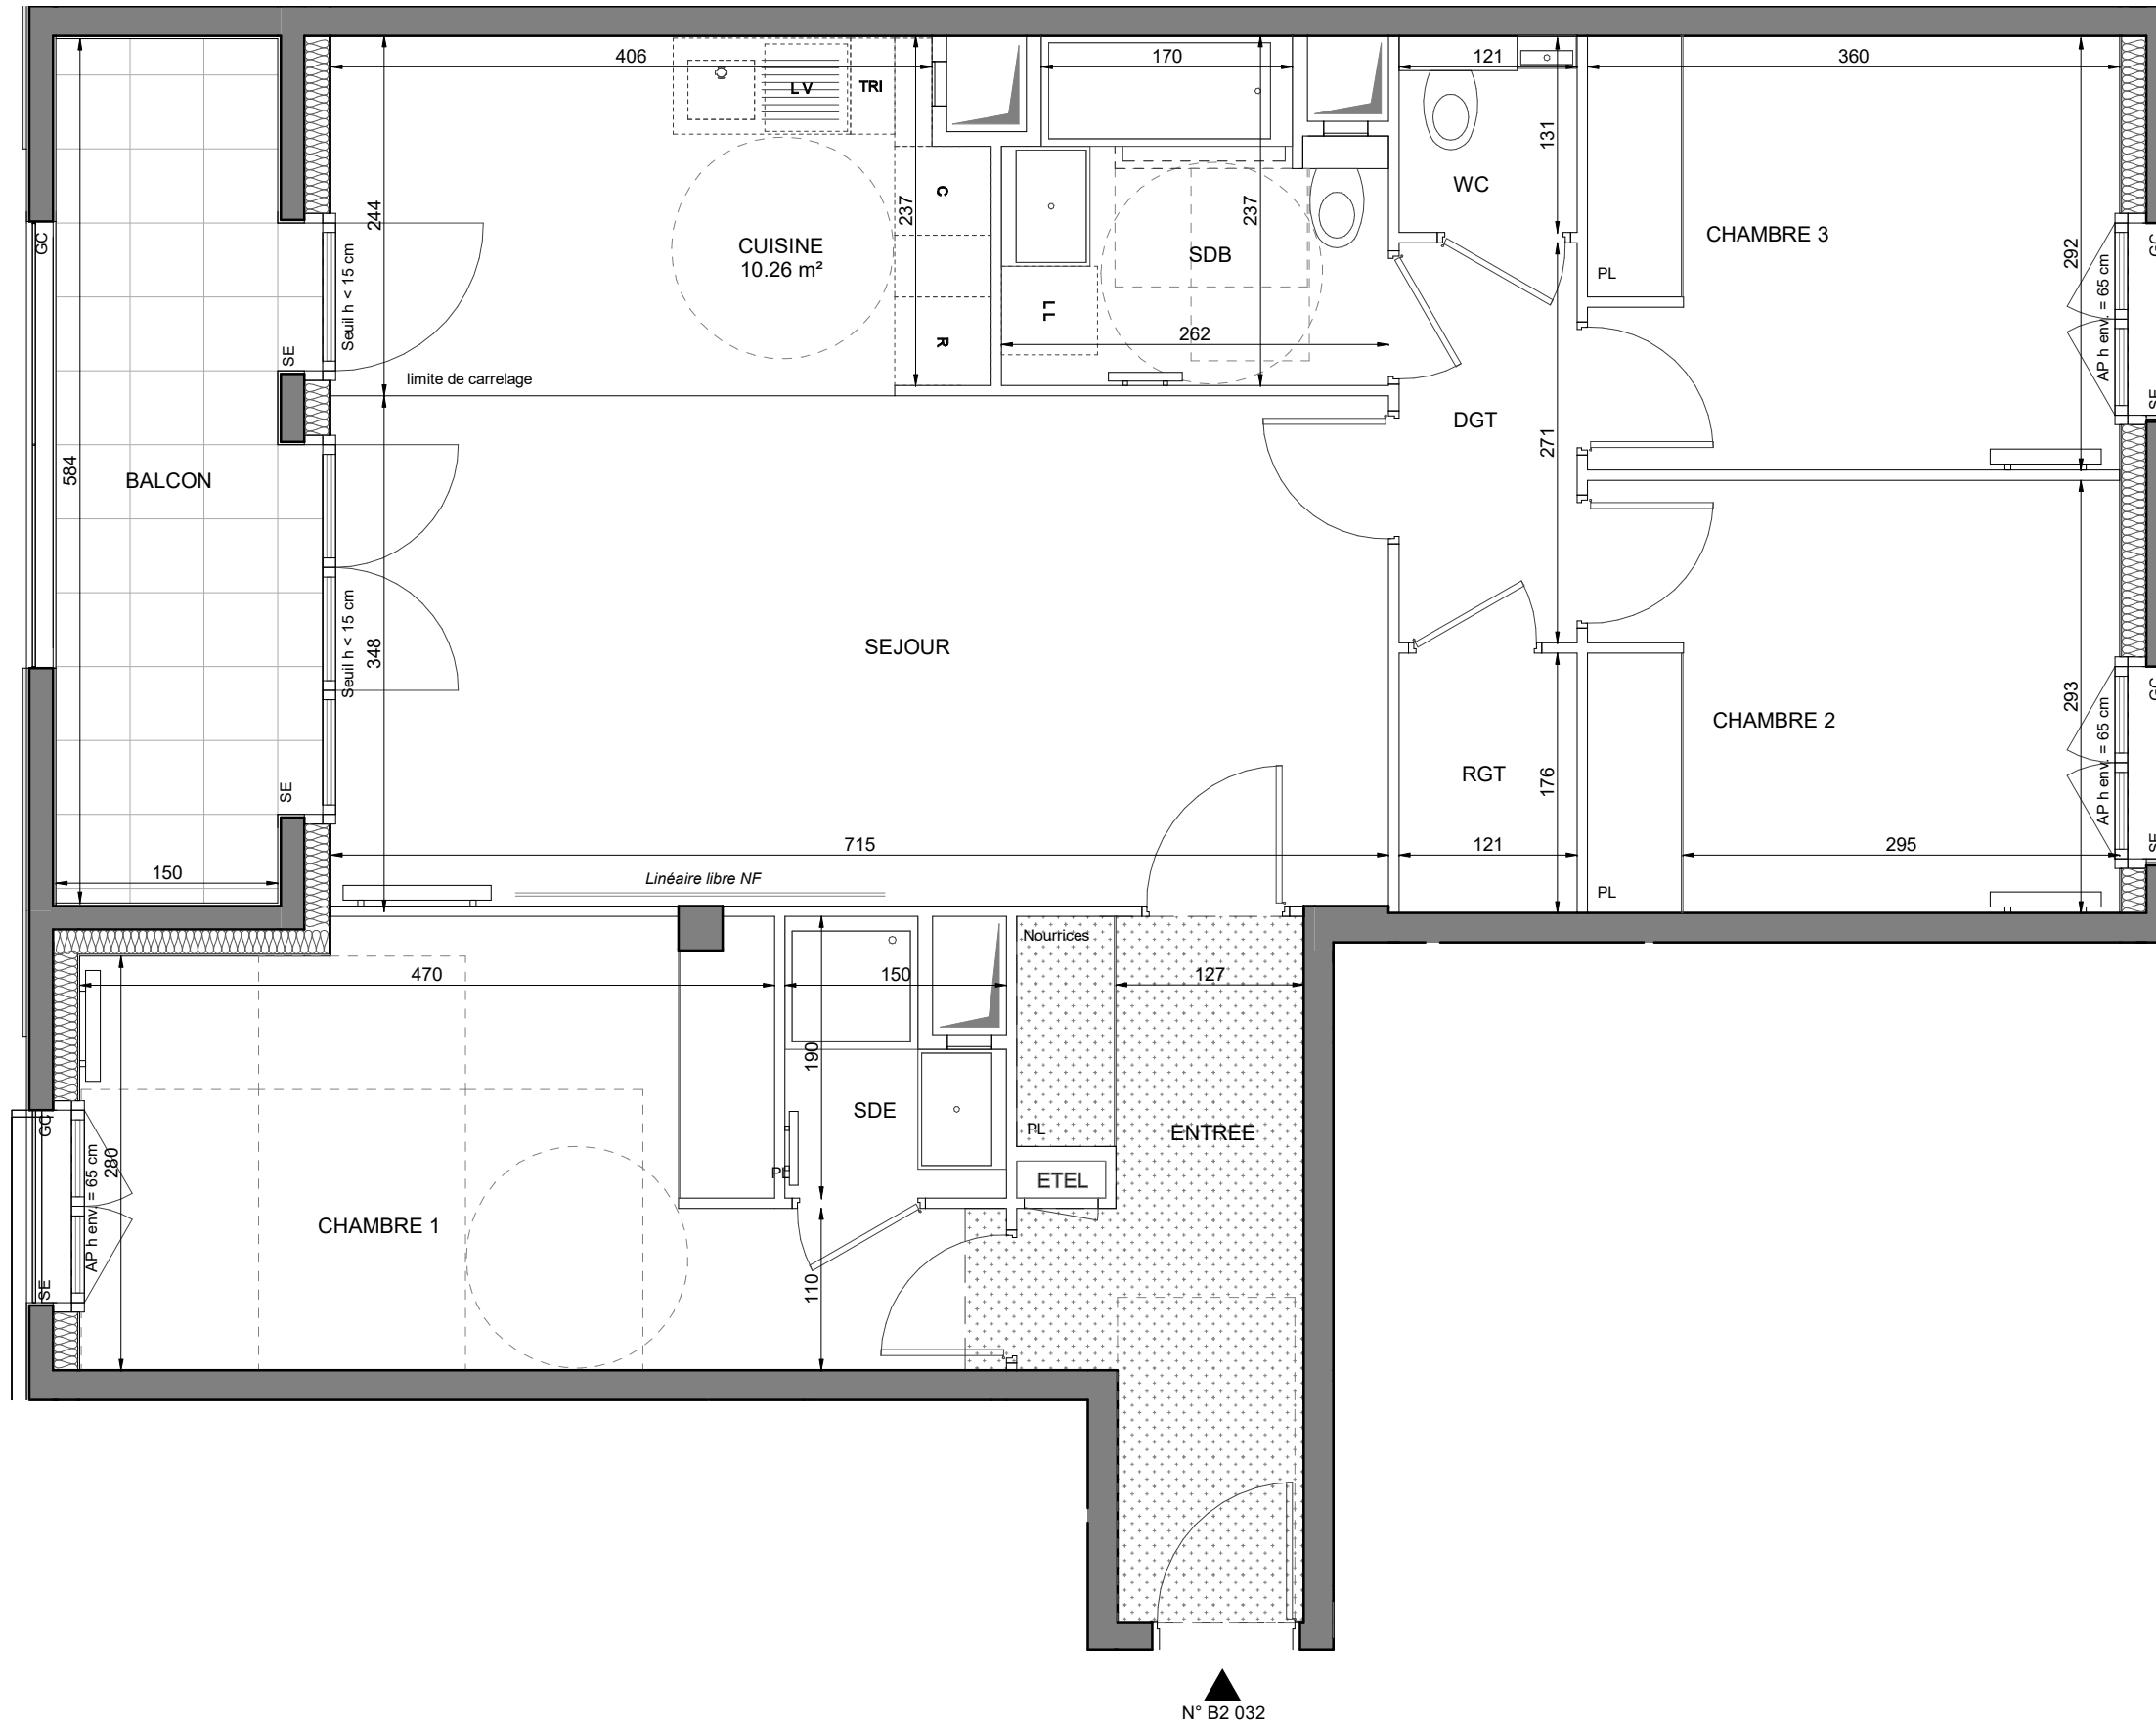 406
170
121
360
LV
TRI
131
GC
244
Seuil h < 15 cm
CUISINE
10.26 m²
237
C
237
SDB
WC
CHAMBRE 3
292
GC
AP h env. = 65 cm
PL
LL
R
262
SE
limite de carrelage
SE
584
BALCON
DGT
271
Seuil h < 15 cm
348
SEJOUR
CHAMBRE 2
293
GC
AP h env. = 65 cm
RGT
176
SE
715
121
295
SE
150
Linéaire libre NF
PL
Nourrices
470
150
127
190
SDE
PL
ENTREE
GC
280
AP h env. = 65 cm
PL
ETEL
CHAMBRE 1
SE
110
N° B2 032